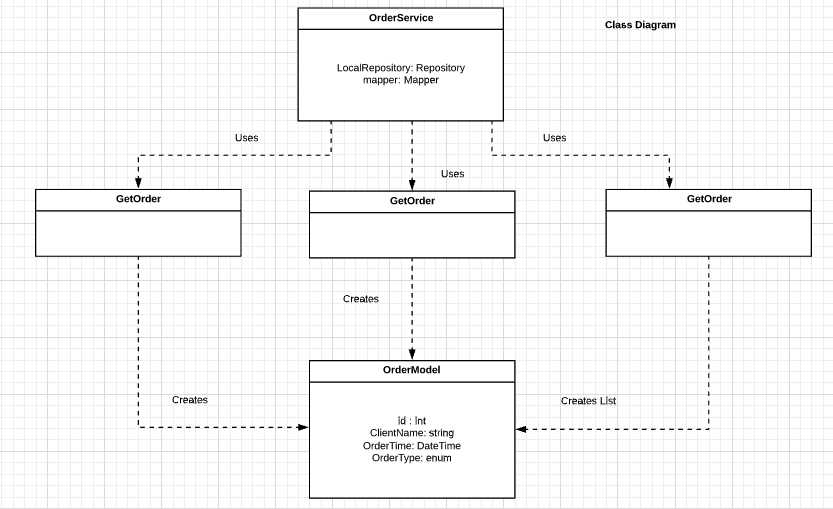 OrderService
Class Diagram
LocalRepository: Repository
mapper: Mapper
Uses
Uses
Uses
GetOrder
GetOrder
GetOrder
Creates
OrderModel
Creates
Creates List
id : int
ClientName: string
OrderTime: DateTime
OrderType: enum